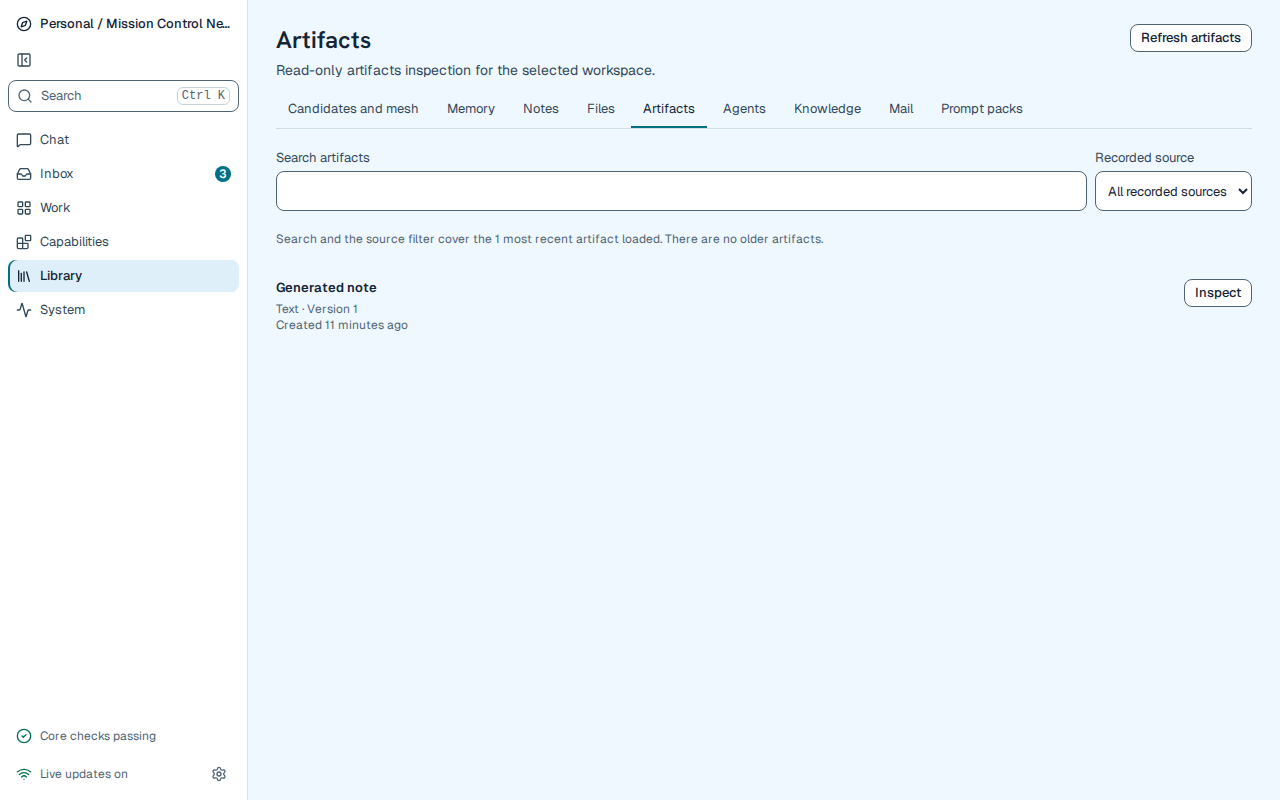 Personal / Mission Control Ne...
Search
Ctrl K
Chat
Inbox
3
Work
Capabilities
Library
System
Core checks passing
Live updates on
Artifacts
Refresh artifacts
Read-only artifacts inspection for the selected workspace.
Candidates and mesh
Memory
Notes
Files
Artifacts
Agents
Knowledge
Mail
Prompt packs
Search artifacts
Recorded source
All recorded sources
Search and the source filter cover the 1 most recent artifact loaded. There are no older artifacts.
Generated note
Inspect
Text · Version 1
Created 11 minutes ago